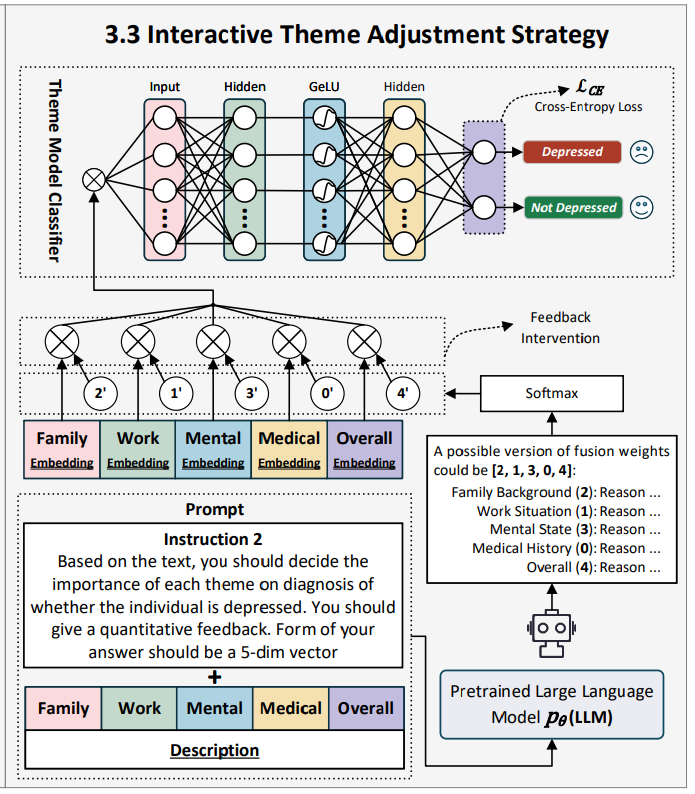 3.3 Interactive Theme Adjustment Strategy
Theme Model Classifier
Input
Hidden
GeLU
Hidden
ℒCE
Cross-Entropy Loss
Depressed
Not Depressed
Feedback
Intervention
2'
1'
3'
0'
4'
Softmax
Family
Embedding
Work
Embedding
Mental
Embedding
Medical
Embedding
Overall
Embedding
A possible version of fusion weights
could be [2, 1, 3, 0, 4]:
Family Background (2): Reason ...
Work Situation (1): Reason ...
Mental State (3): Reason ...
Medical History (0): Reason ...
Overall (4): Reason ...
Prompt
Instruction 2
Based on the text, you should decide the
importance of each theme on diagnosis of
whether the individual is depressed. You should
give a quantitative feedback. Form of your
answer should be a 5-dim vector
+
Family
Work
Mental
Medical
Overall
Description
Pretrained Large Language
Model pθ(LLM)